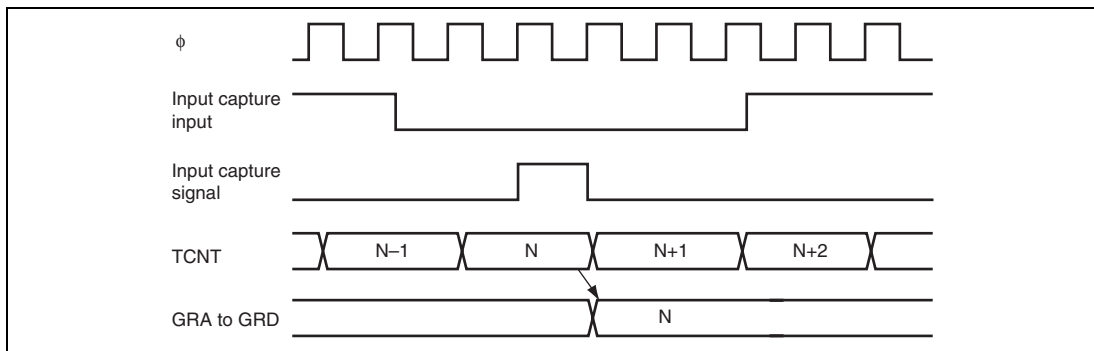 ϕ
Input capture
input
Input capture
signal
TCNT
N–1 N N+1 N+2
GRA to GRD
N